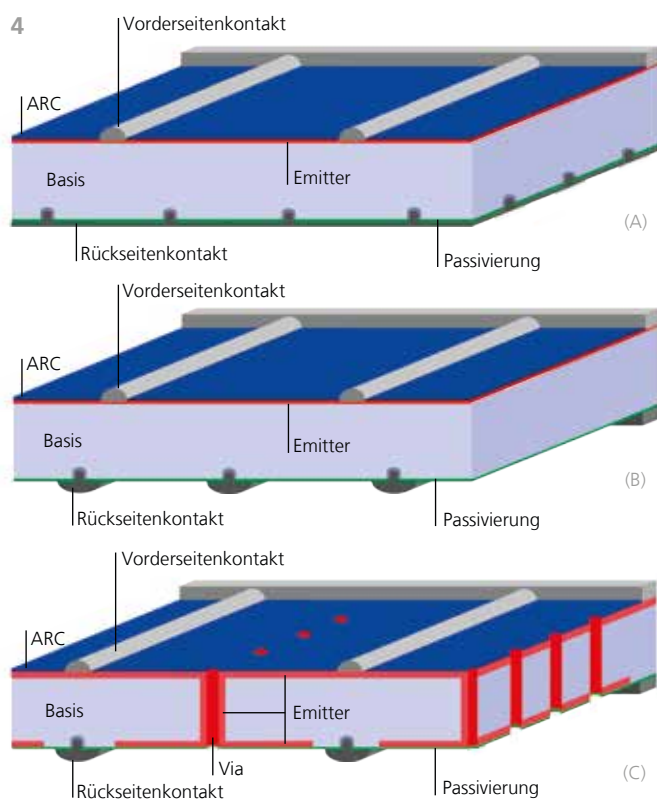 4
Vorderseitenkontakt
ARC
Basis
Emitter
(A)
Rückseitenkontakt
Passivierung
Vorderseitenkontakt
ARC
Basis
Emitter
(B)
Rückseitenkontakt
Passivierung
Vorderseitenkontakt
ARC
Basis
Emitter
Via
(C)
Rückseitenkontakt
Passivierung